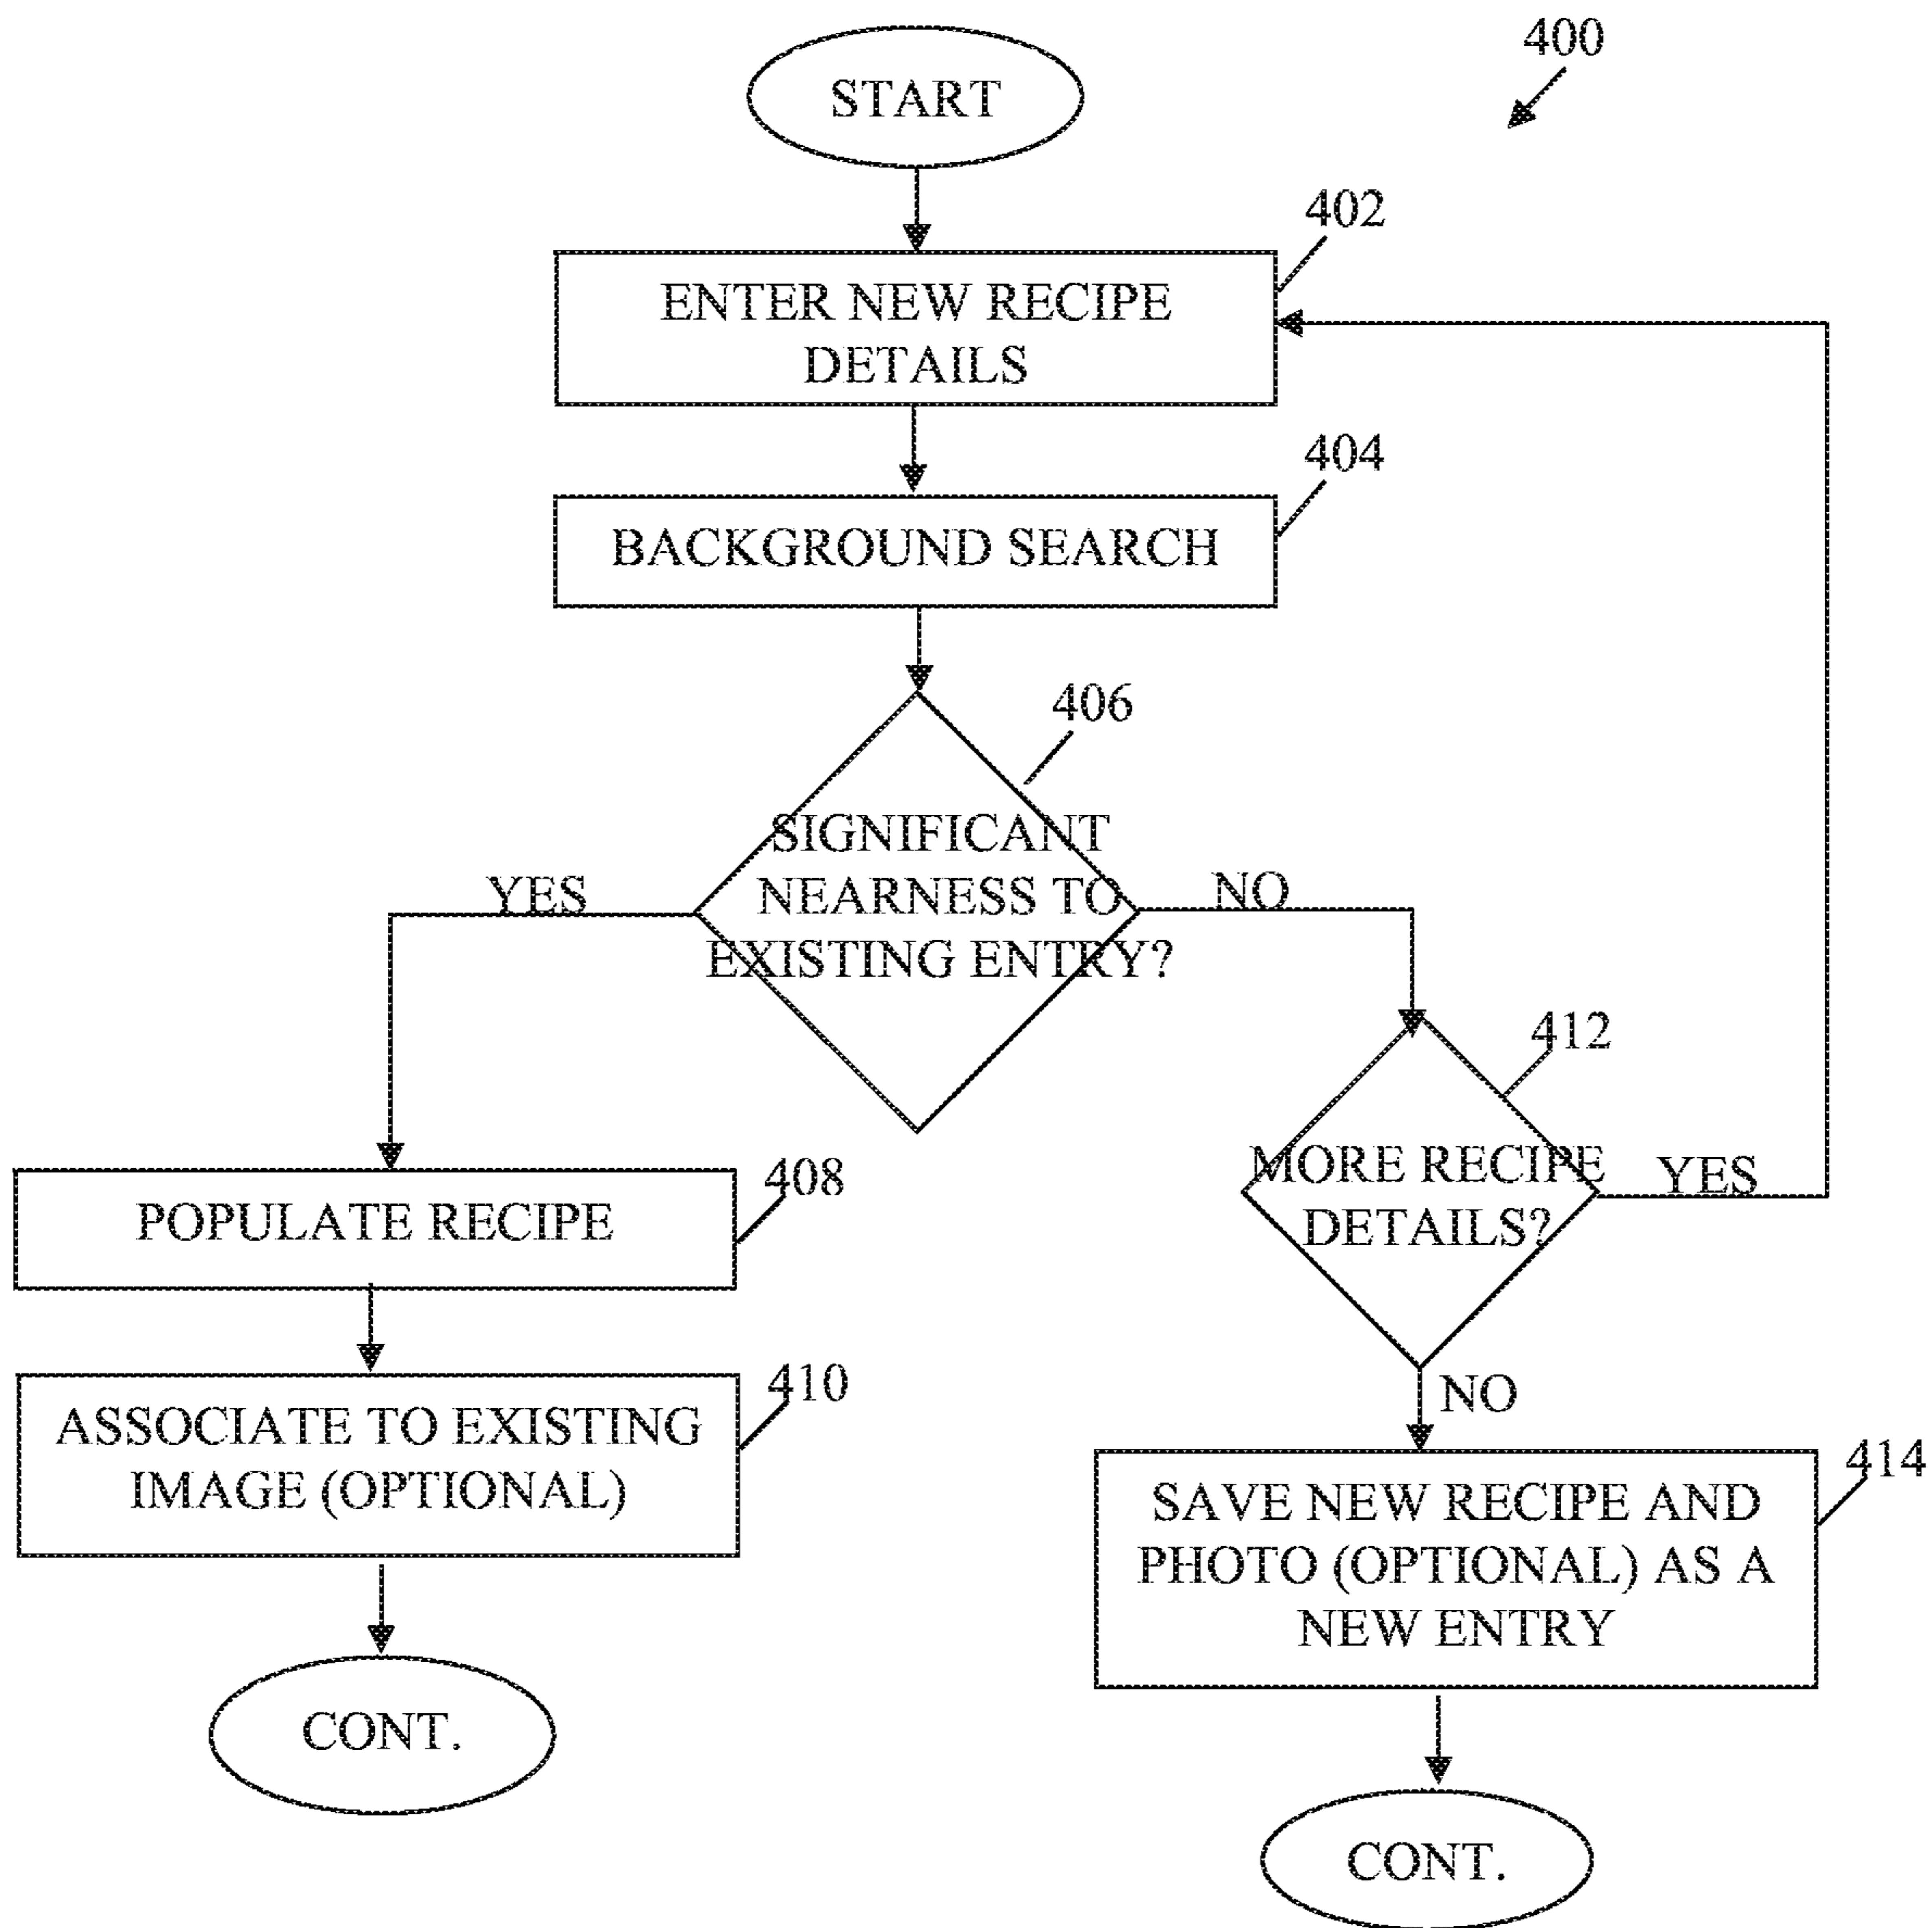 400
START
402
ENTER NEW RECIPE
DETAILS
404
BACKGROUND SEARCH
406
SIGNIFICANT
NEARNESS TO
EXISTING ENTRY?
YES
NO
412
MORE RECIPE
DETAILS?
YES
408
POPULATE RECIPE
410
ASSOCIATE TO EXISTING
IMAGE (OPTIONAL)
NO
414
SAVE NEW RECIPE AND
PHOTO (OPTIONAL) AS A
NEW ENTRY
CONT.
CONT.